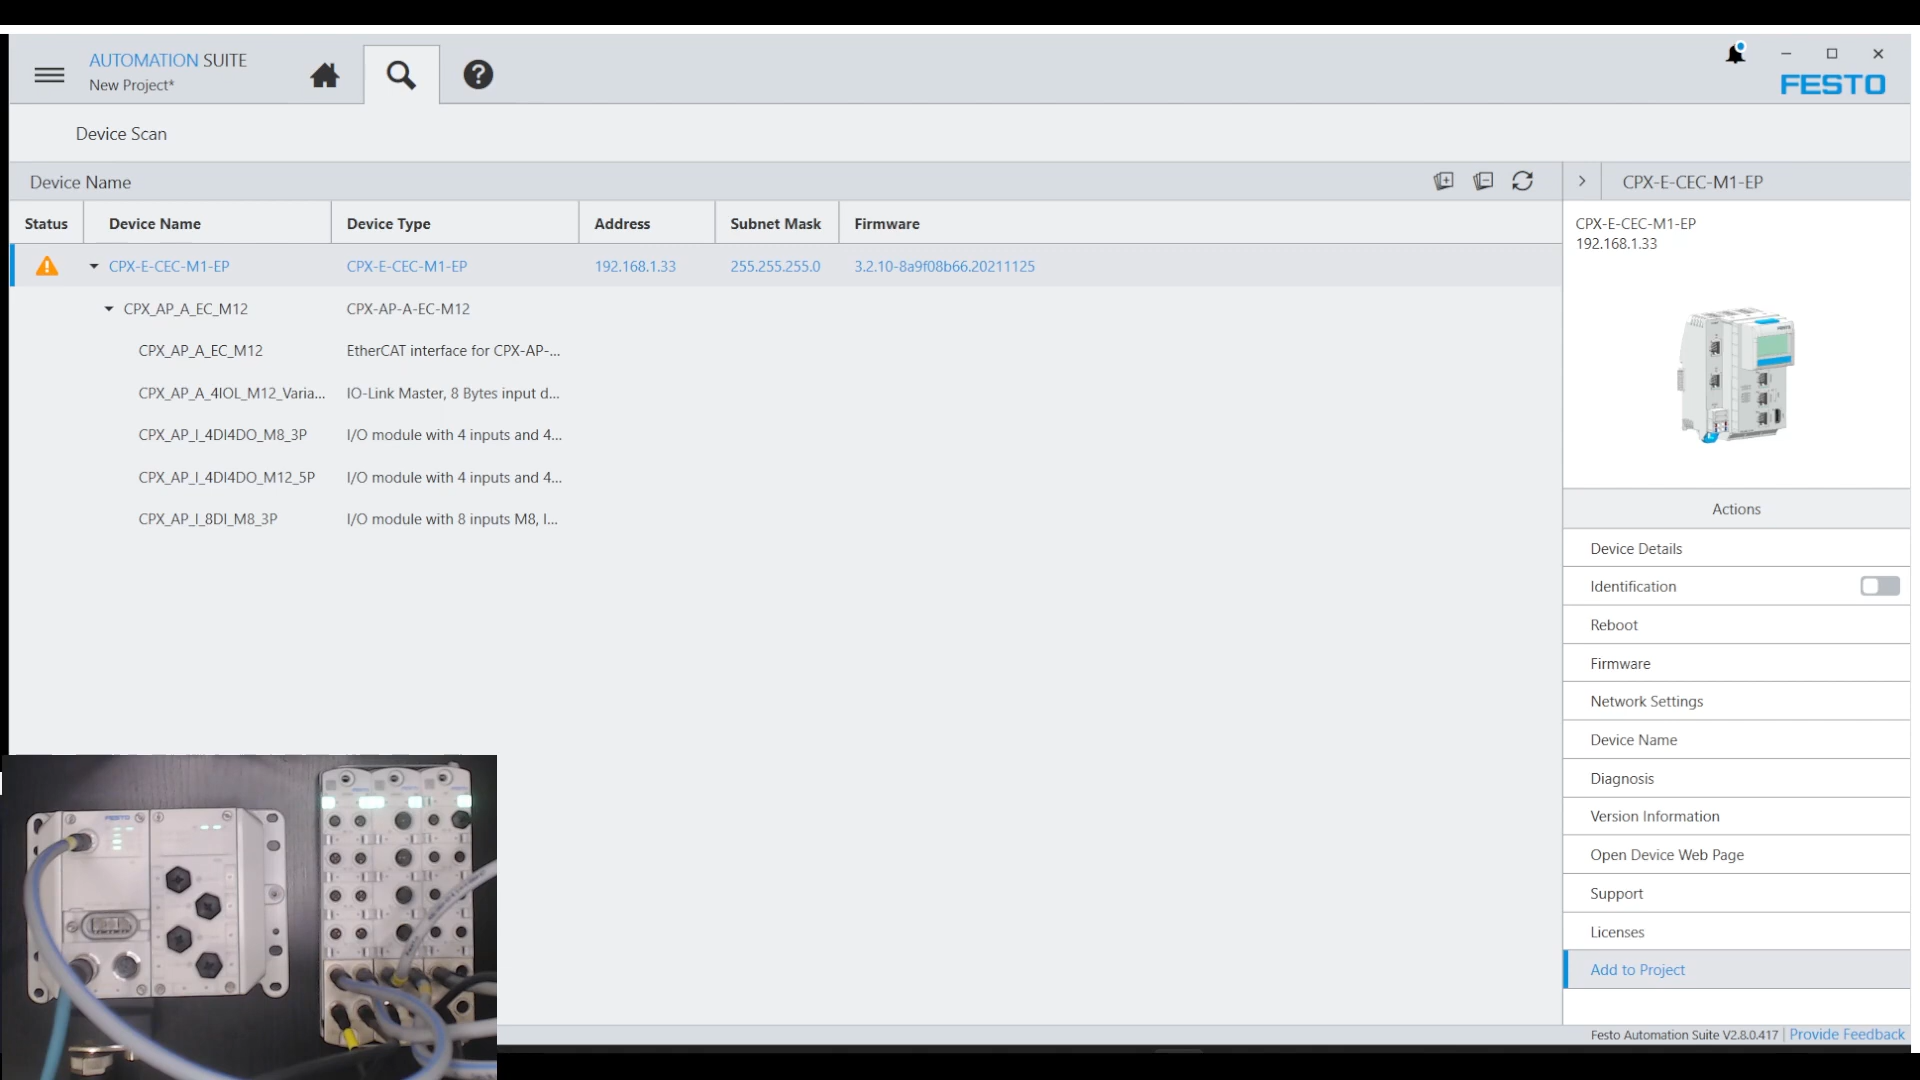 AUTOMATION SUITE
New Project*
FESTO
Device Scan
Device Name
CPX-E-CEC-M1-EP
Status Device Name Device Type Address Subnet Mask Firmware
CPX-E-CEC-M1-EP CPX-E-CEC-M1-EP 192.168.1.33 255.255.255.0 3.2.10-8a9f08b66.20211125
CPX_AP_A_EC_M12 CPX-AP-A-EC-M12
CPX_AP_A_EC_M12 EtherCAT interface for CPX-AP-...
CPX_AP_A_4IOL_M12_Varia... IO-Link Master, 8 Bytes input d...
CPX_AP_I_4DI4DO_M8_3P I/O module with 4 inputs and 4...
CPX_AP_I_4DI4DO_M12_5P I/O module with 4 inputs and 4...
CPX_AP_I_8DI_M8_3P I/O module with 8 inputs M8, I...
CPX-E-CEC-M1-EP
192.168.1.33
FESTO
Actions
Device Details
Identification
Reboot
Firmware
Network Settings
Device Name
Diagnosis
Version Information
Open Device Web Page
Support
Licenses
Add to Project
FESTO
Festo Automation Suite V2.8.0.417 | Provide Feedback